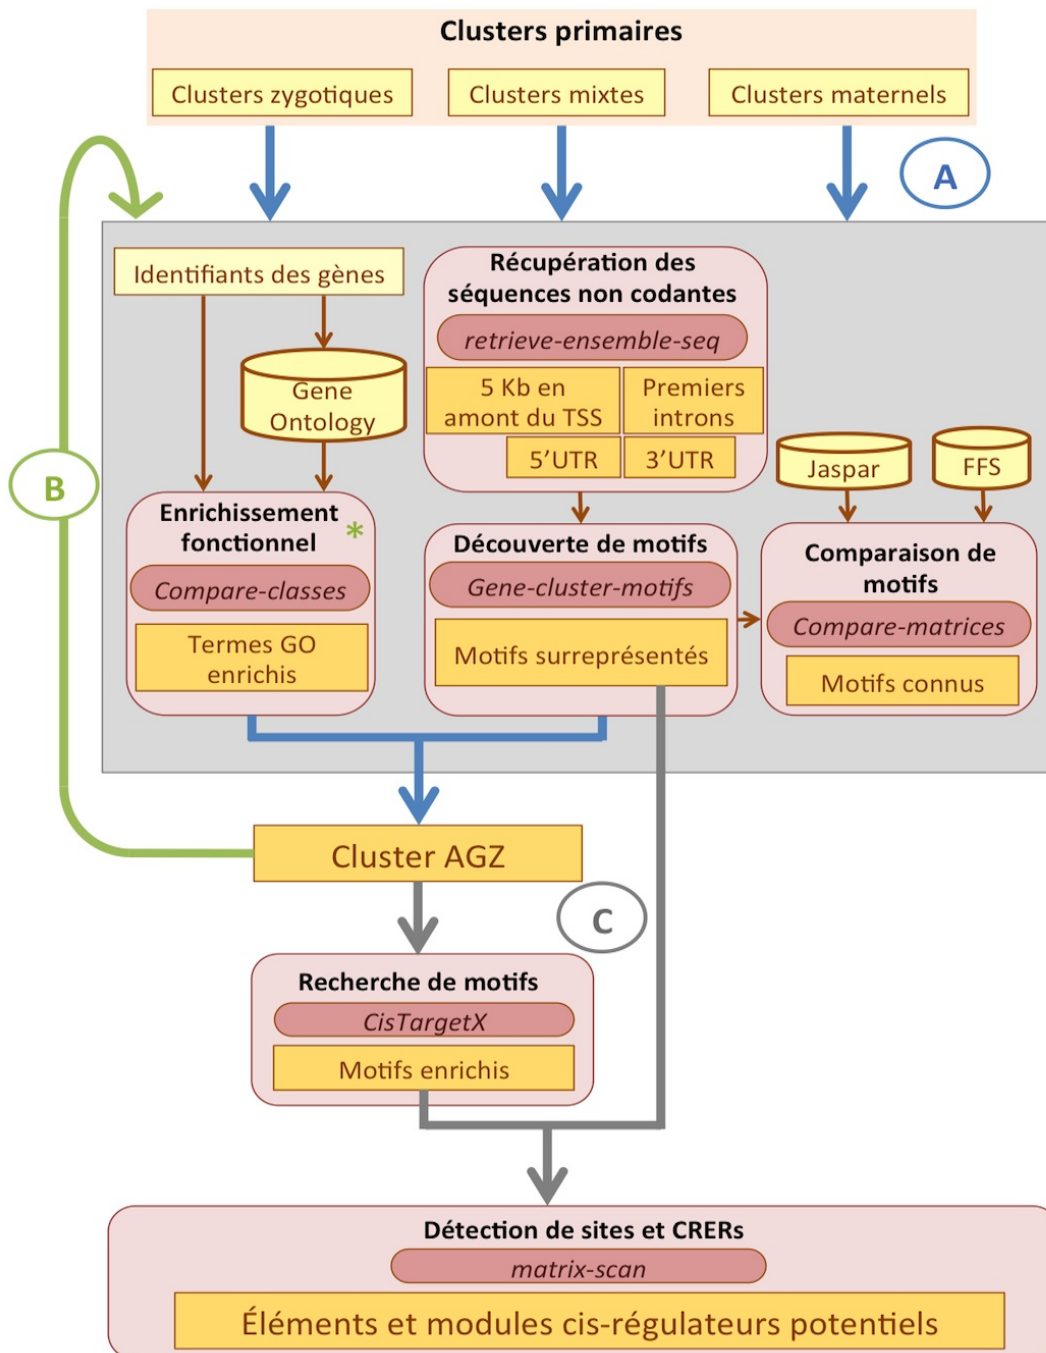 Clusters primaires
Clusters zygotiques
Clusters mixtes
Clusters maternels
A
Identifiants des gènes
Gene
Ontology
Récupération des
séquences non codantes
retrieve-ensemble-seq
5 Kb en
amont du TSS
Premiers
introns
5’UTR
3’UTR
Jaspar
FFS
B
Enrichissement
fonctionnel *
Compare-classes
Termes GO
enrichis
Découverte de motifs
Gene-cluster-motifs
Motifs surreprésentés
Comparaison de
motifs
Compare-matrices
Motifs connus
Cluster AGZ
C
Recherche de motifs
CisTargetX
Motifs enrichis
Détection de sites et CRERs
matrix-scan
Éléments et modules cis-régulateurs potentiels